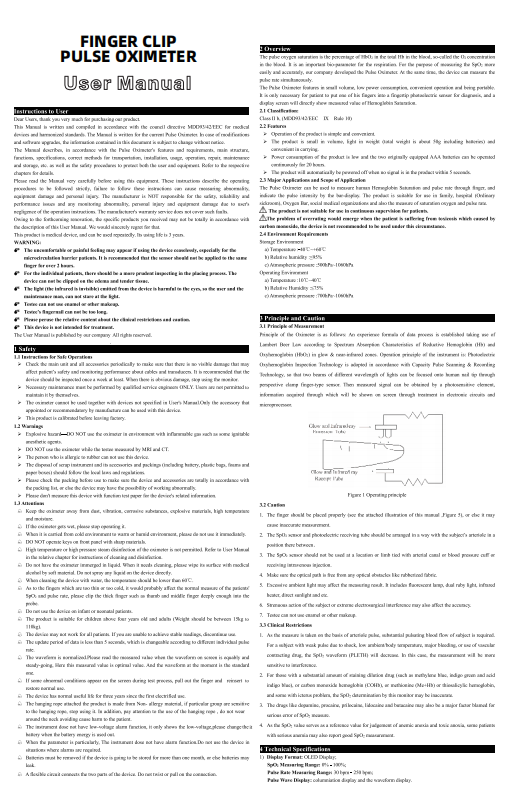 FINGER CLIP
PULSE OXIMETER
User Manual
Instructions to User
Dear Users, thank you very much for purchasing our product.
This Manual is written and compiled in accordance with the council directive MDD93/42/EEC for medical
devices and harmonized standards. The Manual is written for the current Pulse Oximeter. In case of modifications
and software upgrades, the information contained in this document is subject to change without notice.
The Manual describes, in accordance with the Pulse Oximeter's features and requirements, main structure,
functions, specifications, correct methods for transportation, installation, usage, operation, repair, maintenance
and storage, etc. as well as the safety procedures to protect both the user and equipment. Refer to the respective
chapters for details.
Please read the Manual very carefully before using this equipment. These instructions describe the operating
procedures to be followed strictly, failure to follow these instructions can cause measuring abnormality,
equipment damage and personal injury. The manufacturer is NOT responsible for the safety, reliability and
performance issues and any monitoring abnormality, personal injury and equipment damage due to user's
negligence of the operation instructions. The manufacturer's warranty service does not cover such faults.
Owing to the forthcoming renovation, the specific products you received may not be totally in accordance with
the description of this User Manual. We would sincerely regret for that.
This product is medical device, and can be used repeatedly. Its using life is 3 years.
WARNING:
The uncomfortable or painful feeling may appear if using the device ceaselessly, especially for the
microcirculation barrier patients. It is recommended that the sensor should not be applied to the same
finger for over 2 hours.
For the individual patients, there should be a more prudent inspecting in the placing process. The
device can not be clipped on the edema and tender tissue.
The light (the infrared is invisible) emitted from the device is harmful to the eyes, so the user and the
maintenance man, can not stare at the light.
Testee can not use enamel or other makeup.
Testee's fingernail can not be too long.
Please peruse the relative content about the clinical restrictions and caution.
This device is not intended for treatment.
The User Manual is published by our company. All rights reserved.
1 Safety
1.1 Instructions for Safe Operations
➢ Check the main unit and all accessories periodically to make sure that there is no visible damage that may
affect patient's safety and monitoring performance about cables and transducers. It is recommended that the
device should be inspected once a week at least. When there is obvious damage, stop using the monitor.
➢ Necessary maintenance must be performed by qualified service engineers ONLY. Users are not permitted to
maintain it by themselves.
➢ The oximeter cannot be used together with devices not specified in User's Manual.Only the accessory that
appointed or recommendatory by manufacture can be used with this device.
➢ This product is calibrated before leaving factory.
1.2 Warnings
➢ Explosive hazard—DO NOT use the oximeter in environment with inflammable gas such as some ignitable
anesthetic agents.
➢ DO NOT use the oximeter while the testee measured by MRI and CT.
➢ The person who is allergic to rubber can not use this device.
➢ The disposal of scrap instrument and its accessories and packings (including battery, plastic bags, foams and
paper boxes) should follow the local laws and regulations.
➢ Please check the packing before use to make sure the device and accessories are totally in accordance with
the packing list, or else the device may have the possibility of working abnormally.
➢ Please don't measure this device with function test paper for the device's related information.
1.3 Attentions
Keep the oximeter away from dust, vibration, corrosive substances, explosive materials, high temperature
and moisture.
If the oximeter gets wet, please stop operating it.
When it is carried from cold environment to warm or humid environment, please do not use it immediately.
DO NOT operate keys on front panel with sharp materials.
High temperature or high pressure steam disinfection of the oximeter is not permitted. Refer to User Manual
in the relative chapter for instructions of cleaning and disinfection.
Do not have the oximeter immerged in liquid. When it needs cleaning, please wipe its surface with medical
alcohol by soft material. Do not spray any liquid on the device directly.
When cleaning the device with water, the temperature should be lower than 60℃.
As to the fingers which are too thin or too cold, it would probably affect the normal measure of the patients'
SpO₂ and pulse rate, please clip the thick finger such as thumb and middle finger deeply enough into the
probe.
Do not use the device on infant or neonatal patients.
The product is suitable for children above four years old and adults (Weight should be between 15kg to
110kg).
The device may not work for all patients. If you are unable to achieve stable readings, discontinue use.
The update period of data is less than 5 seconds, which is changeable according to different individual pulse
rate.
The waveform is normalized.Please read the measured value when the waveform on screen is equably and
steady-going, Here this measured value is optimal value. And the waveform at the moment is the standard
one.
If some abnormal conditions appear on the screen during test process, pull out the finger and reinsert to
restore normal use.
The device has normal useful life for three years since the first electrified use.
The hanging rope attached the product is made from Non- allergy material, if particular group are sensitive
to the hanging rope, stop using it. In addition, pay attention to the use of the hanging rope , do not wear
around the neck avoiding cause harm to the patient.
The instrument dose not have low-voltage alarm function, it only shows the low-voltage,please change the
battery when the battery energy is used out.
When the parameter is particularly, The instrument dose not have alarm function.Do not use the device in
situations where alarms are required.
Batteries must be removed if the device is going to be stored for more than one month, or else batteries may
leak.
A flexible circuit connects the two parts of the device. Do not twist or pull on the connection.
2 Overview
The pulse oxygen saturation is the percentage of HbO₂ in the total Hb in the blood, so-called the O₂ concentration
in the blood. It is an important bio-parameter for the respiration. For the purpose of measuring the SpO₂ more
easily and accurately, our company developed the Pulse Oximeter. At the same time, the device can measure the
pulse rate simultaneously.
The Pulse Oximeter features in small volume, low power consumption, convenient operation and being portable.
It is only necessary for patient to put one of his fingers into a fingertip photoelectric sensor for diagnosis, and a
display screen will directly show measured value of Hemoglobin Saturation.
2.1 Classification:
Class II b, (MDD93/42/EEC IX Rule 10)
2.2 Features
➢ Operation of the product is simple and convenient.
➢ The product is small in volume, light in weight (total weight is about 50g including batteries) and
convenient in carrying.
➢ Power consumption of the product is low and the two originally equipped AAA batteries can be operated
continuously for 20 hours.
➢ The product will automatically be powered off when no signal is in the product within 5 seconds.
2.3 Major Applications and Scope of Application
The Pulse Oximeter can be used to measure human Hemoglobin Saturation and pulse rate through finger, and
indicate the pulse intensity by the bar-display. The product is suitable for use in family, hospital (Ordinary
sickroom), Oxygen Bar, social medical organizations and also the measure of saturation oxygen and pulse rate.
The product is not suitable for use in continuous supervision for patients.
The problem of overrating would emerge when the patient is suffering from toxicosis which caused by
carbon monoxide, the device is not recommended to be used under this circumstance.
2.4 Environment Requirements
Storage Environment
a) Temperature:-40℃~+60℃
b) Relative humidity:≤95%
c) Atmospheric pressure:500hPa~1060hPa
Operating Environment
a) Temperature:10℃~40℃
b) Relative Humidity:≤75%
c) Atmospheric pressure:700hPa~1060hPa
3 Principle and Caution
3.1 Principle of Measurement
Principle of the Oximeter is as follows: An experience formula of data process is established taking use of
Lambert Beer Law according to Spectrum Absorption Characteristics of Reductive Hemoglobin (Hb) and
Oxyhemoglobin (HbO₂) in glow & near-infrared zones. Operation principle of the instrument is: Photoelectric
Oxyhemoglobin Inspection Technology is adopted in accordance with Capacity Pulse Scanning & Recording
Technology, so that two beams of different wavelength of lights can be focused onto human nail tip through
perspective clamp finger-type sensor. Then measured signal can be obtained by a photosensitive element,
information acquired through which will be shown on screen through treatment in electronic circuits and
microprocessor.
Glow and Infrared-ray
Emission Tube
Glow and Infrared-ray
Receipt Tube
Figure 1 Operating principle
3.2 Caution
1. The finger should be placed properly (see the attached illustration of this manual ,Figure 5), or else it may
cause inaccurate measurement.
2. The SpO₂ sensor and photoelectric receiving tube should be arranged in a way with the subject's arteriole in a
position there between.
3. The SpO₂ sensor should not be used at a location or limb tied with arterial canal or blood pressure cuff or
receiving intravenous injection.
4. Make sure the optical path is free from any optical obstacles like rubberized fabric.
5. Excessive ambient light may affect the measuring result. It includes fluorescent lamp, dual ruby light, infrared
heater, direct sunlight and etc.
6. Strenuous action of the subject or extreme electrosurgical interference may also affect the accuracy.
7. Testee can not use enamel or other makeup.
3.3 Clinical Restrictions
1. As the measure is taken on the basis of arteriole pulse, substantial pulsating blood flow of subject is required.
For a subject with weak pulse due to shock, low ambient/body temperature, major bleeding, or use of vascular
contracting drug, the SpO₂ waveform (PLETH) will decrease. In this case, the measurement will be more
sensitive to interference.
2. For those with a substantial amount of staining dilution drug (such as methylene blue, indigo green and acid
indigo blue), or carbon monoxide hemoglobin (COHb), or methionine (Me+Hb) or thiosalicylic hemoglobin,
and some with icterus problem, the SpO₂ determination by this monitor may be inaccurate.
3. The drugs like dopamine, procaine, prilocaine, lidocaine and butacaine may also be a major factor blamed for
serious error of SpO₂ measure.
4. As the SpO₂ value serves as a reference value for judgement of anemic anoxia and toxic anoxia, some patients
with serious anemia may also report good SpO₂ measurement.
4 Technical Specifications
1) Display Format: OLED Display;
SpO₂ Measuring Range: 0% - 100%;
Pulse Rate Measuring Range: 30 bpm - 250 bpm;
Pulse Wave Display: columniation display and the waveform display.